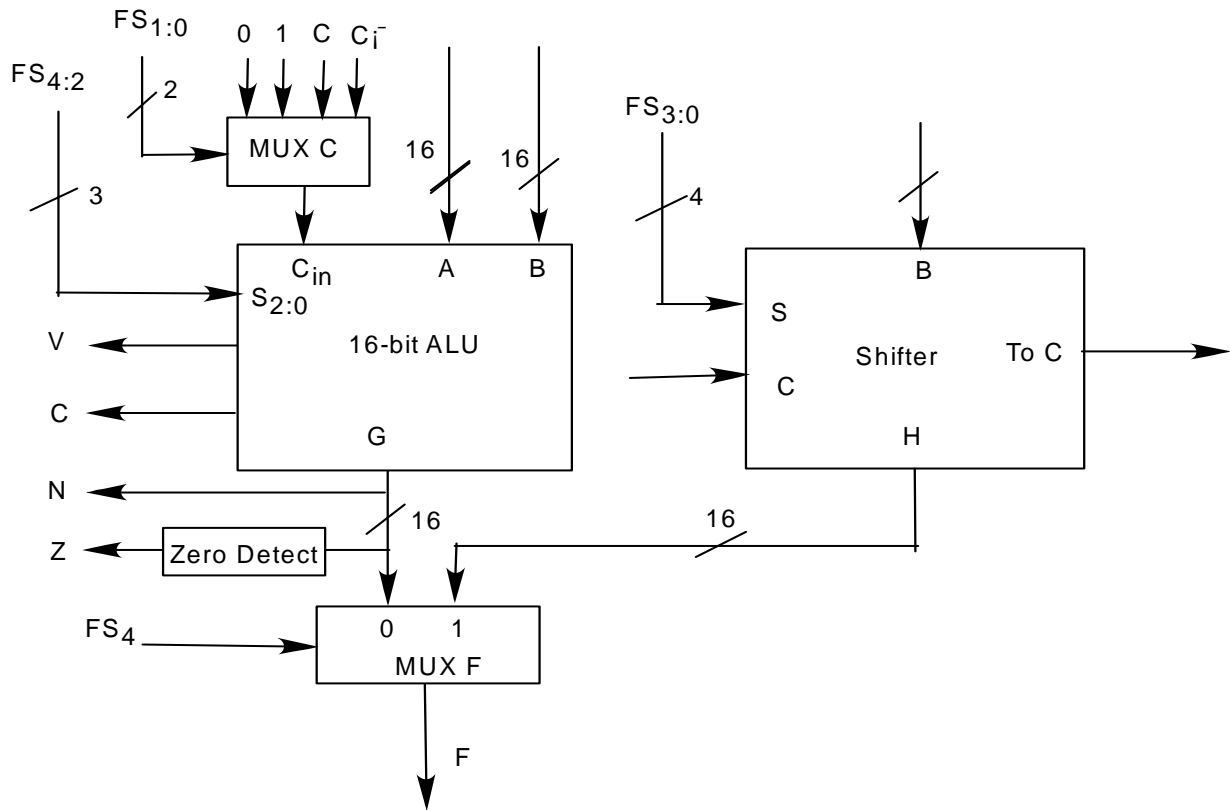 FS1:0
0 1 C Ci‾
FS4:2
2
FS3:0
MUX C
16
16
3
4
Cin
A
B
B
S2:0
S
V
16-bit ALU
Shifter
To C
C
C
G
H
N
16
16
Z
Zero Detect
0
1
FS4
MUX F
F